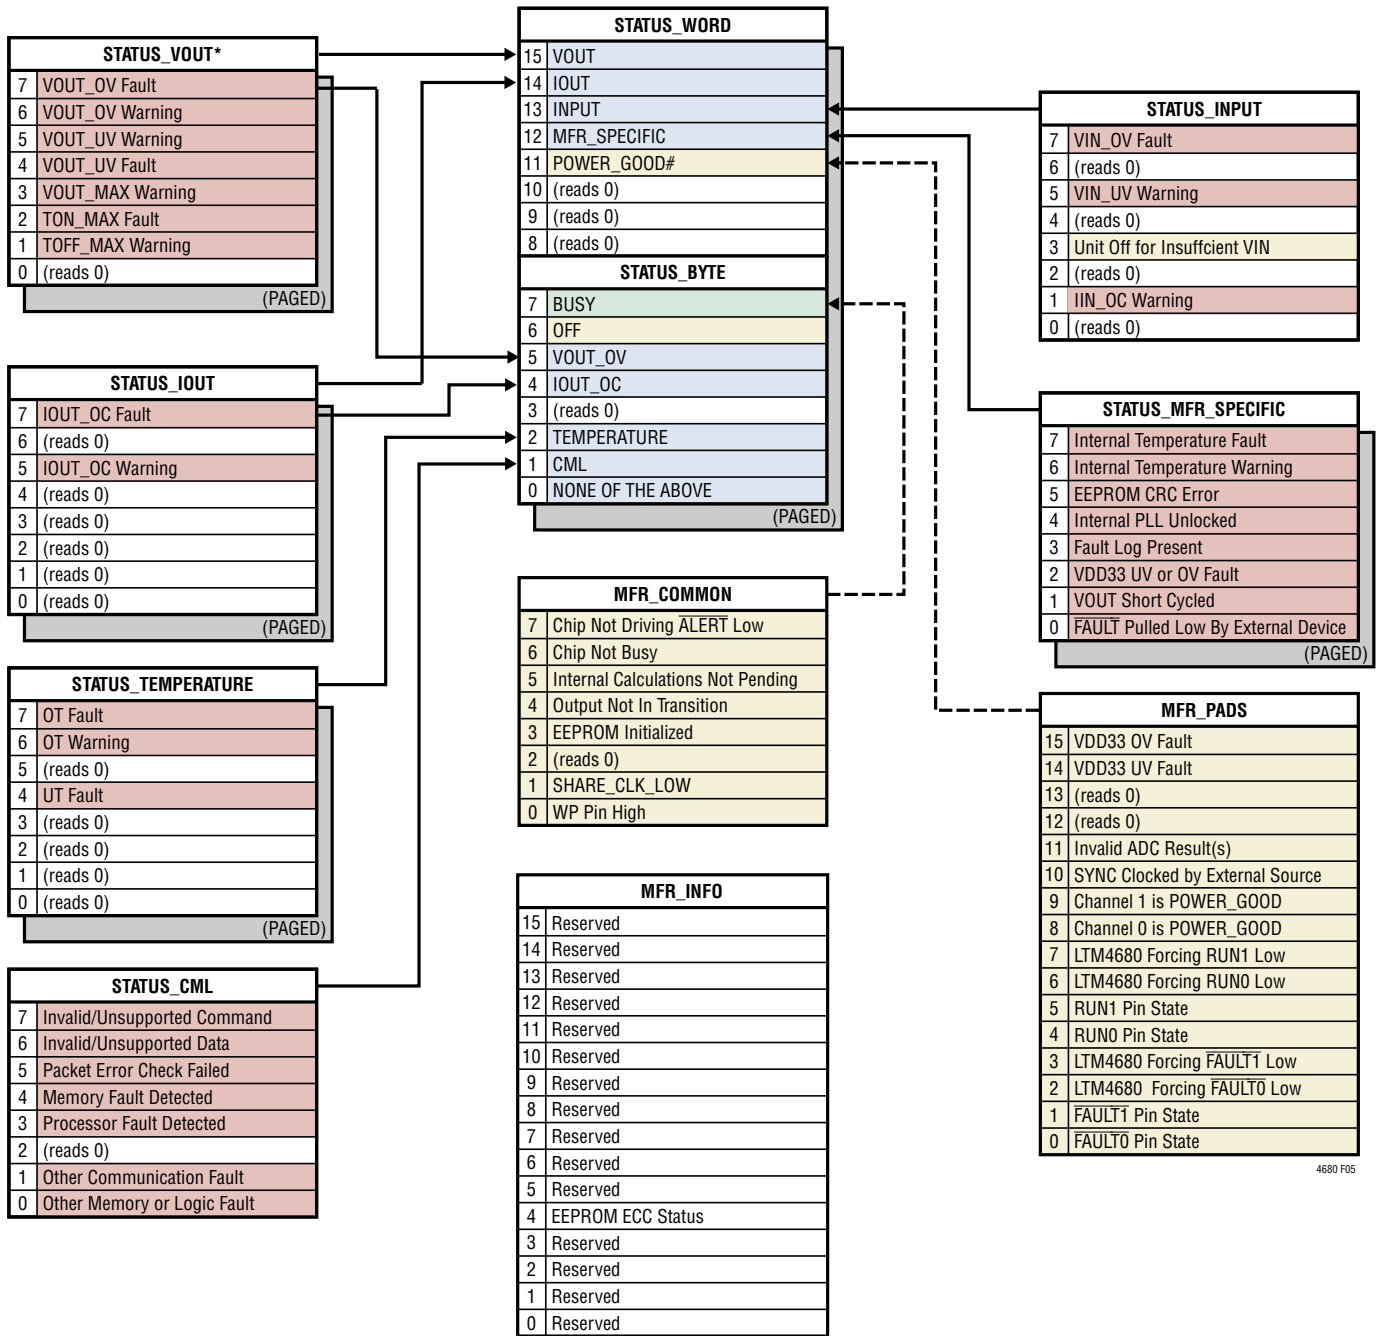 STATUS_VOUT*
7 VOUT_OV Fault
6 VOUT_OV Warning
5 VOUT_UV Warning
4 VOUT_UV Fault
3 VOUT_MAX Warning
2 TON_MAX Fault
1 TOFF_MAX Warning
0 (reads 0)
(PAGED)
STATUS_IOUT
7 IOUT_OC Fault
6 (reads 0)
5 IOUT_OC Warning
4 (reads 0)
3 (reads 0)
2 (reads 0)
1 (reads 0)
0 (reads 0)
(PAGED)
STATUS_TEMPERATURE
7 OT Fault
6 OT Warning
5 (reads 0)
4 UT Fault
3 (reads 0)
2 (reads 0)
1 (reads 0)
0 (reads 0)
(PAGED)
STATUS_CML
7 Invalid/Unsupported Command
6 Invalid/Unsupported Data
5 Packet Error Check Failed
4 Memory Fault Detected
3 Processor Fault Detected
2 (reads 0)
1 Other Communication Fault
0 Other Memory or Logic Fault
STATUS_WORD
15 VOUT
14 IOUT
13 INPUT
12 MFR_SPECIFIC
11 POWER_GOOD#
10 (reads 0)
9 (reads 0)
8 (reads 0)
STATUS_BYTE
7 BUSY
6 OFF
5 VOUT_OV
4 IOUT_OC
3 (reads 0)
2 TEMPERATURE
1 CML
0 NONE OF THE ABOVE
(PAGED)
MFR_COMMON
7 Chip Not Driving ALERT Low
6 Chip Not Busy
5 Internal Calculations Not Pending
4 Output Not In Transition
3 EEPROM Initialized
2 (reads 0)
1 SHARE_CLK_LOW
0 WP Pin High
MFR_INFO
15 Reserved
14 Reserved
13 Reserved
12 Reserved
11 Reserved
10 Reserved
9 Reserved
8 Reserved
7 Reserved
6 Reserved
5 Reserved
4 EEPROM ECC Status
3 Reserved
2 Reserved
1 Reserved
0 Reserved
STATUS_INPUT
7 VIN_OV Fault
6 (reads 0)
5 VIN_UV Warning
4 (reads 0)
3 Unit Off for Insuffcient VIN
2 (reads 0)
1 IIN_OC Warning
0 (reads 0)
STATUS_MFR_SPECIFIC
7 Internal Temperature Fault
6 Internal Temperature Warning
5 EEPROM CRC Error
4 Internal PLL Unlocked
3 Fault Log Present
2 VDD33 UV or OV Fault
1 VOUT Short Cycled
0 FAULT Pulled Low By External Device
(PAGED)
MFR_PADS
15 VDD33 OV Fault
14 VDD33 UV Fault
13 (reads 0)
12 (reads 0)
11 Invalid ADC Result(s)
10 SYNC Clocked by External Source
9 Channel 1 is POWER_GOOD
8 Channel 0 is POWER_GOOD
7 LTM4680 Forcing RUN1 Low
6 LTM4680 Forcing RUN0 Low
5 RUN1 Pin State
4 RUN0 Pin State
3 LTM4680 Forcing FAULT1 Low
2 LTM4680 Forcing FAULT0 Low
1 FAULT1 Pin State
0 FAULT0 Pin State
4680 F05